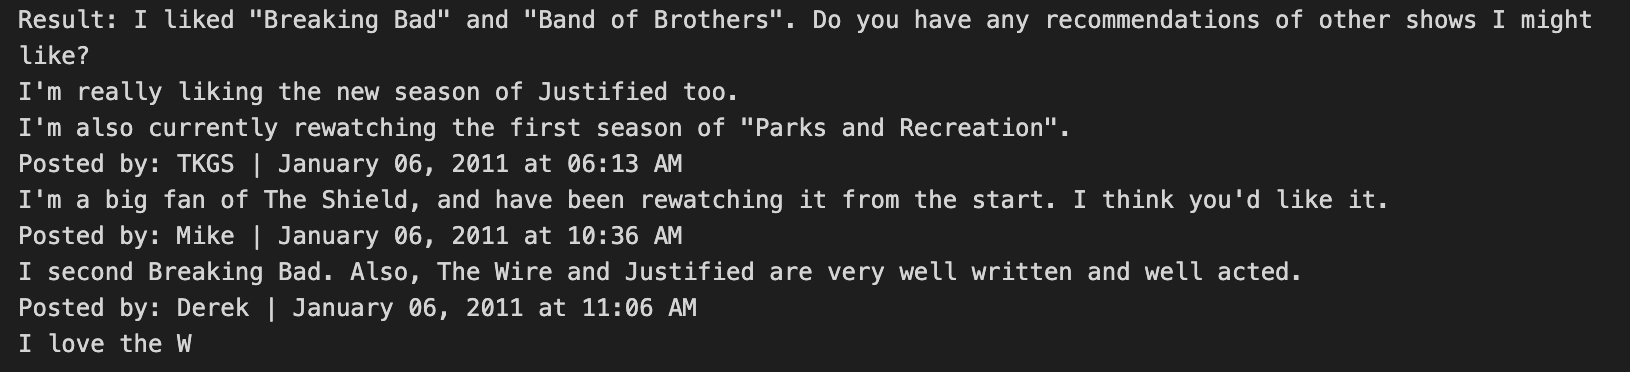 Result: I liked "Breaking Bad" and "Band of Brothers". Do you have any recommendations of other shows I might
like?
I'm really liking the new season of Justified too.
I'm also currently rewatching the first season of "Parks and Recreation".
Posted by: TKGS | January 06, 2011 at 06:13 AM
I'm a big fan of The Shield, and have been rewatching it from the start. I think you'd like it.
Posted by: Mike | January 06, 2011 at 10:36 AM
I second Breaking Bad. Also, The Wire and Justified are very well written and well acted.
Posted by: Derek | January 06, 2011 at 11:06 AM
I love the W